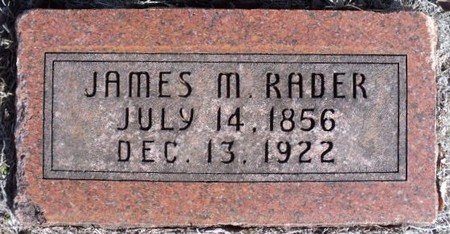 JAMES M. RADER
JULY 14, 1856
DEC. 13, 1922